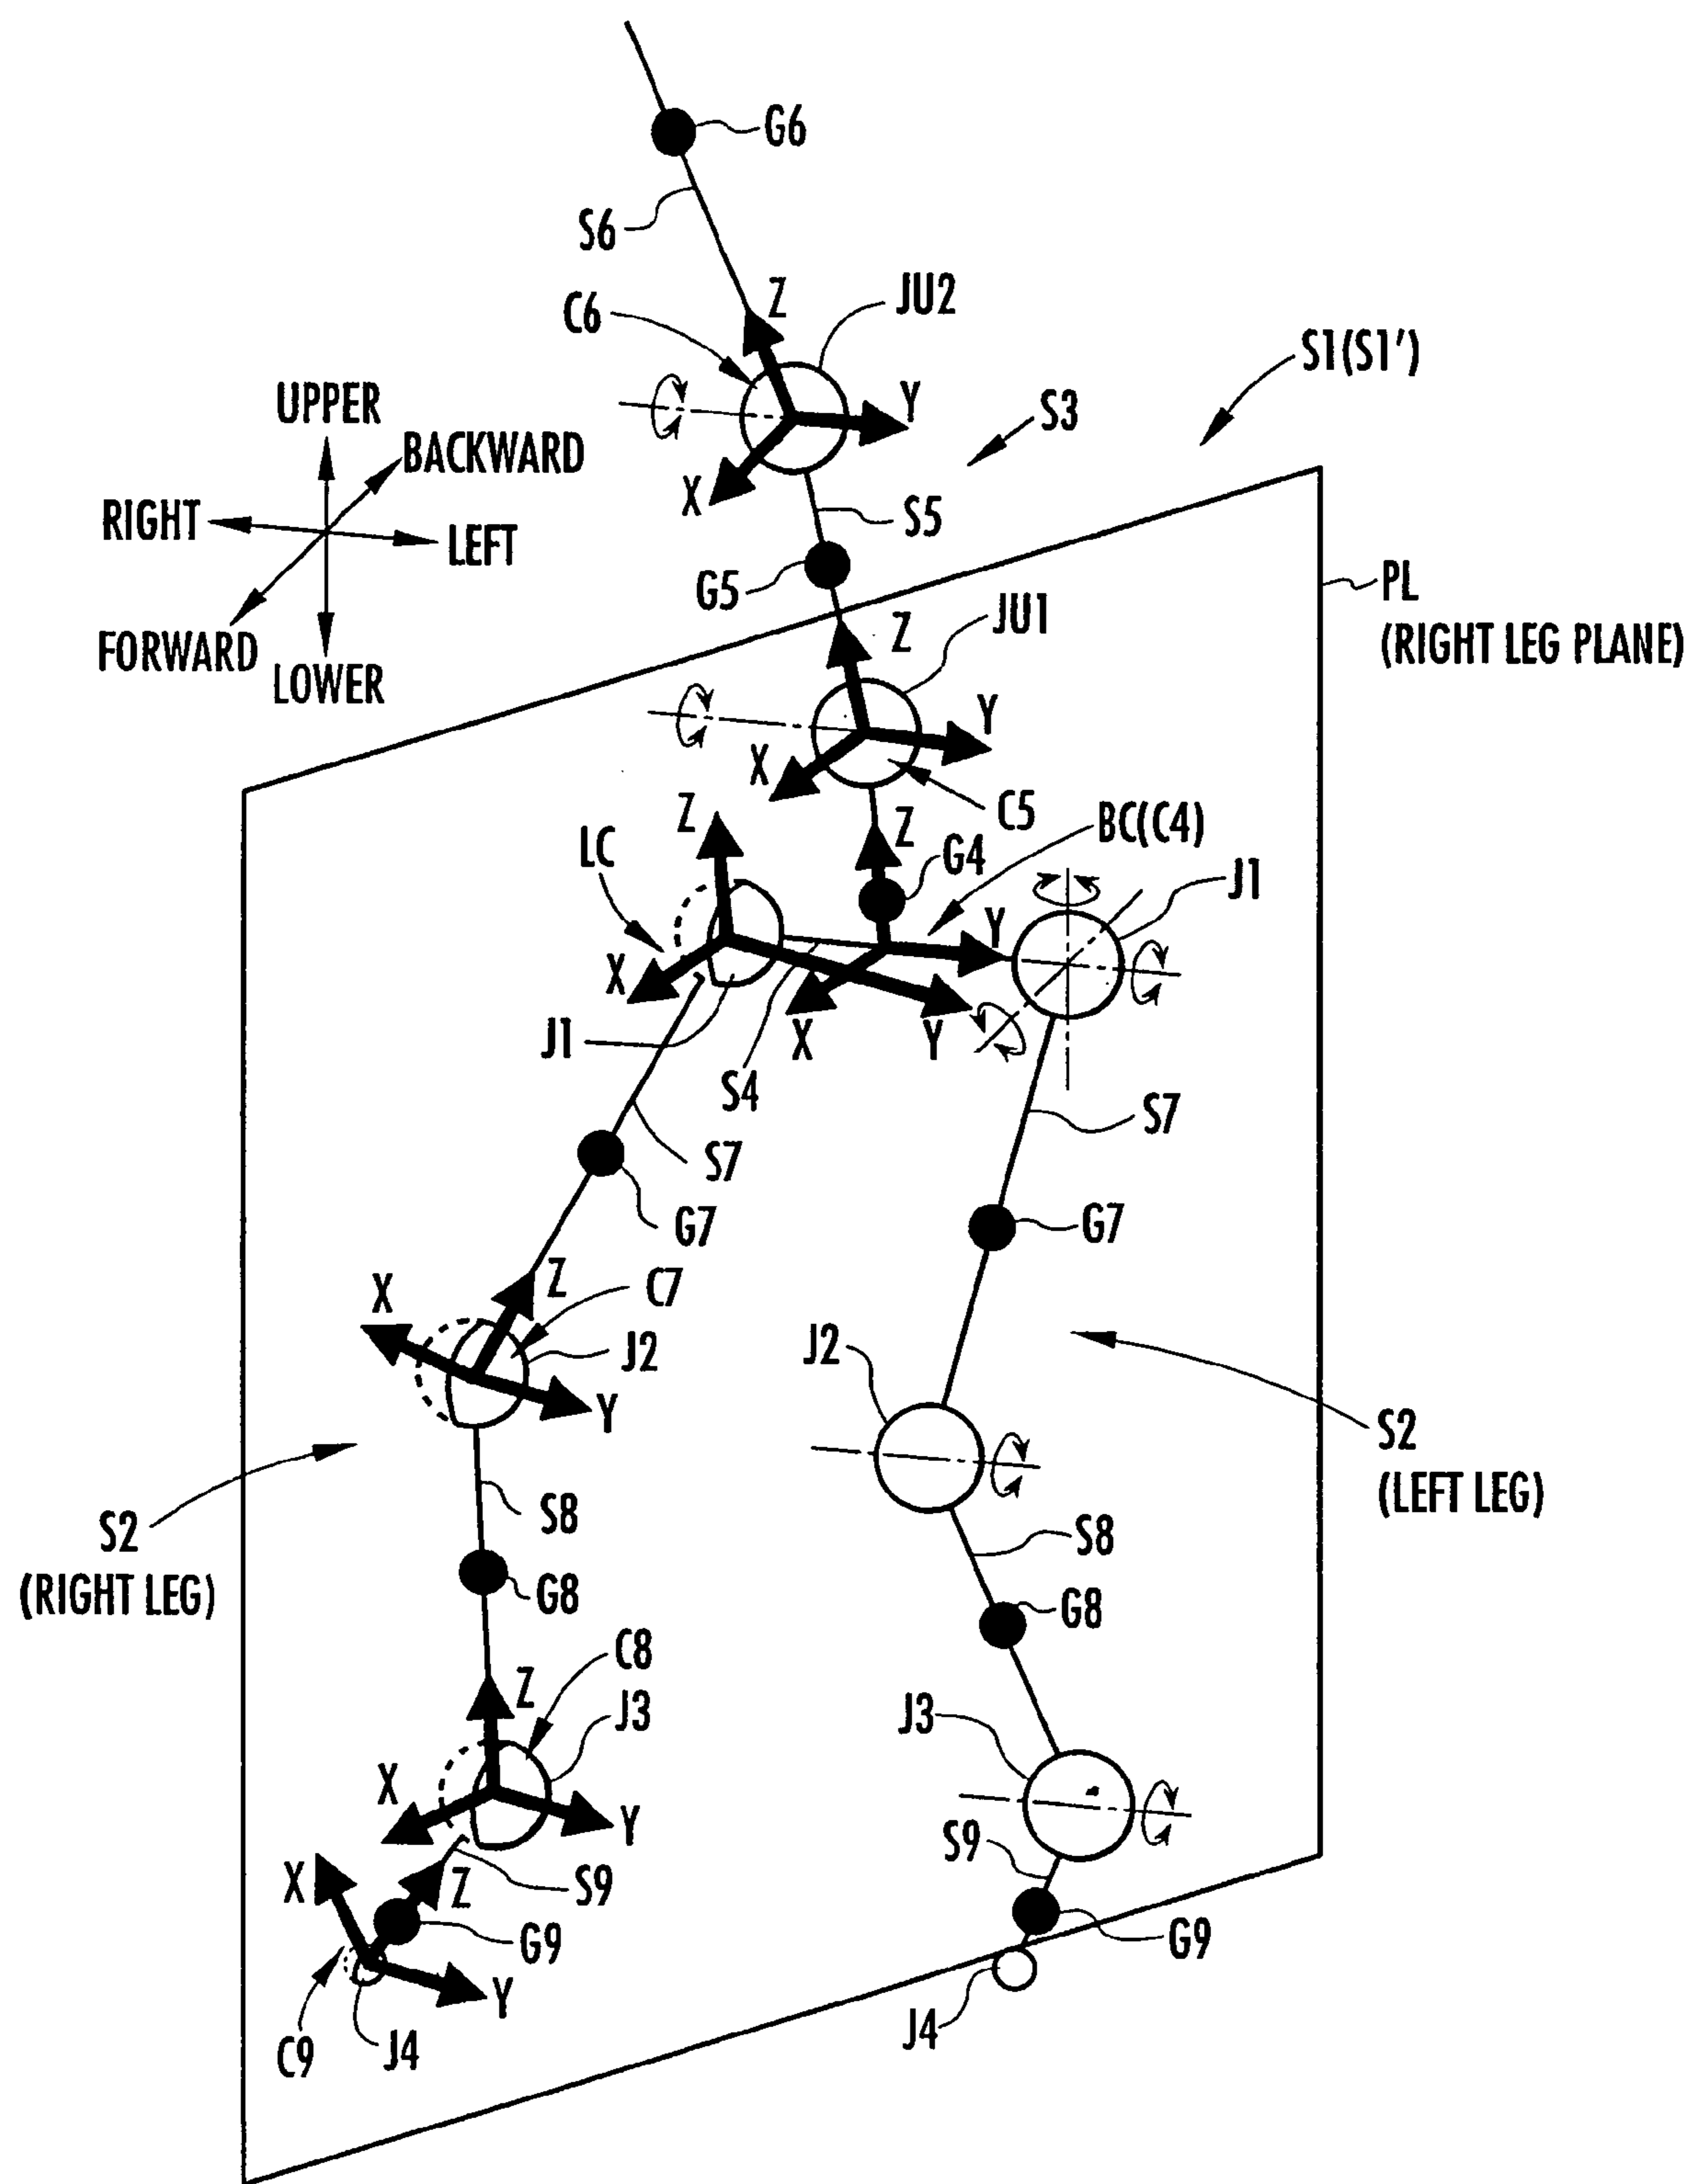 G6
S6
Z
JU2
C6
S1(S1')
UPPER
Y
S3
BACKWARD
X
RIGHT
S5
LEFT
G5
PL
(RIGHT LEG PLANE)
JU1
Z
FORWARD
LOWER
Y
X
C5
Z
Z
BC(C4)
LC
G4
J1
Y
X
J1
X
Y
S4
S7
S7
G7
G7
Z
X
C7
J2
J2
Y
S2
(LEFT LEG)
S8
S2
(RIGHT LEG)
S8
G8
G8
C8
Z
J3
J3
X
Y
S9
X
Z
S9
G9
G9
Y
J4
C9
J4